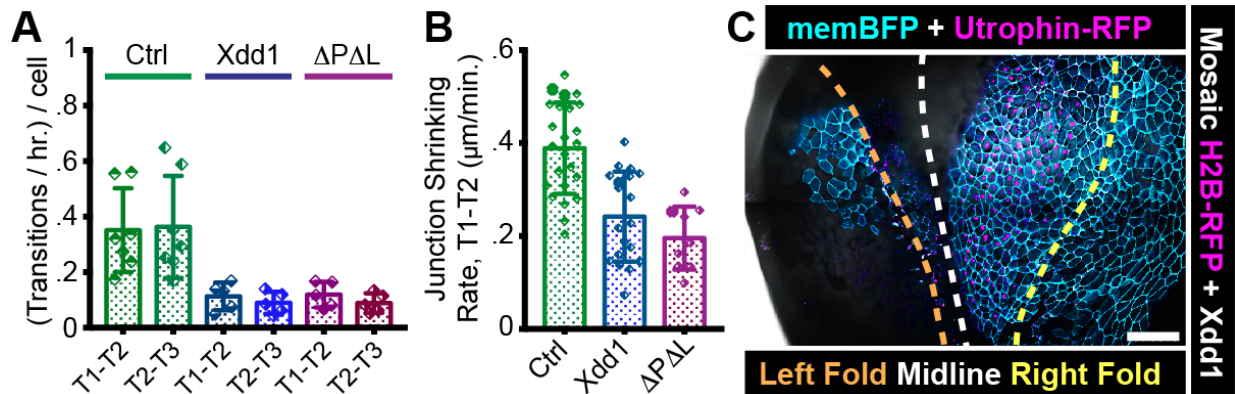 A
(Transitions / hr.) / cell
1
.8
.6
.4
.2
0
Ctrl
Xdd1
ΔPΔL
T1-T2
T2-T3
T1-T2
T2-T3
T1-T2
T2-T3
B
Junction Shrinking
Rate, T1-T2 (µm/min.)
.6
.4
.2
0
Ctrl
Xdd1
ΔPΔL
C
memBFP + Utrophin-RFP
Mosaic H2B-RFP + Xdd1
Left Fold Midline Right Fold